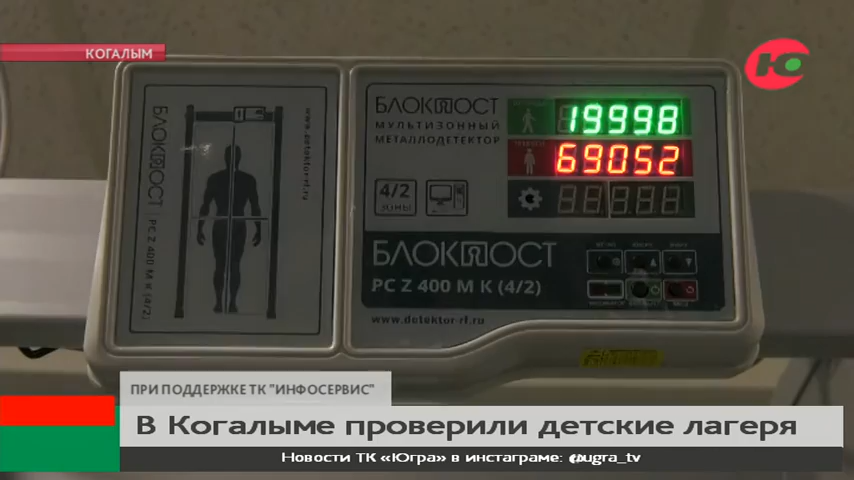 КОГАЛЫМ
Ю
БЛОКПОСТ
МУЛЬТИЗОННЫЙ
МЕТАЛЛОДЕТЕКТОР
19998
69052
4/2
ЗОНЫ
БЛОКПОСТ
PC Z 400 M K (4/2)
www.detektor-rf.ru
БЛОКПОСТ PC Z 400 M K (4/2)
www.detektor-rf.ru
ПРИ ПОДДЕРЖКЕ ТК "ИНФОСЕРВИС"
В Когалыме проверили детские лагеря
Новости ТК «Югра» в инстаграме: @ugra_tv